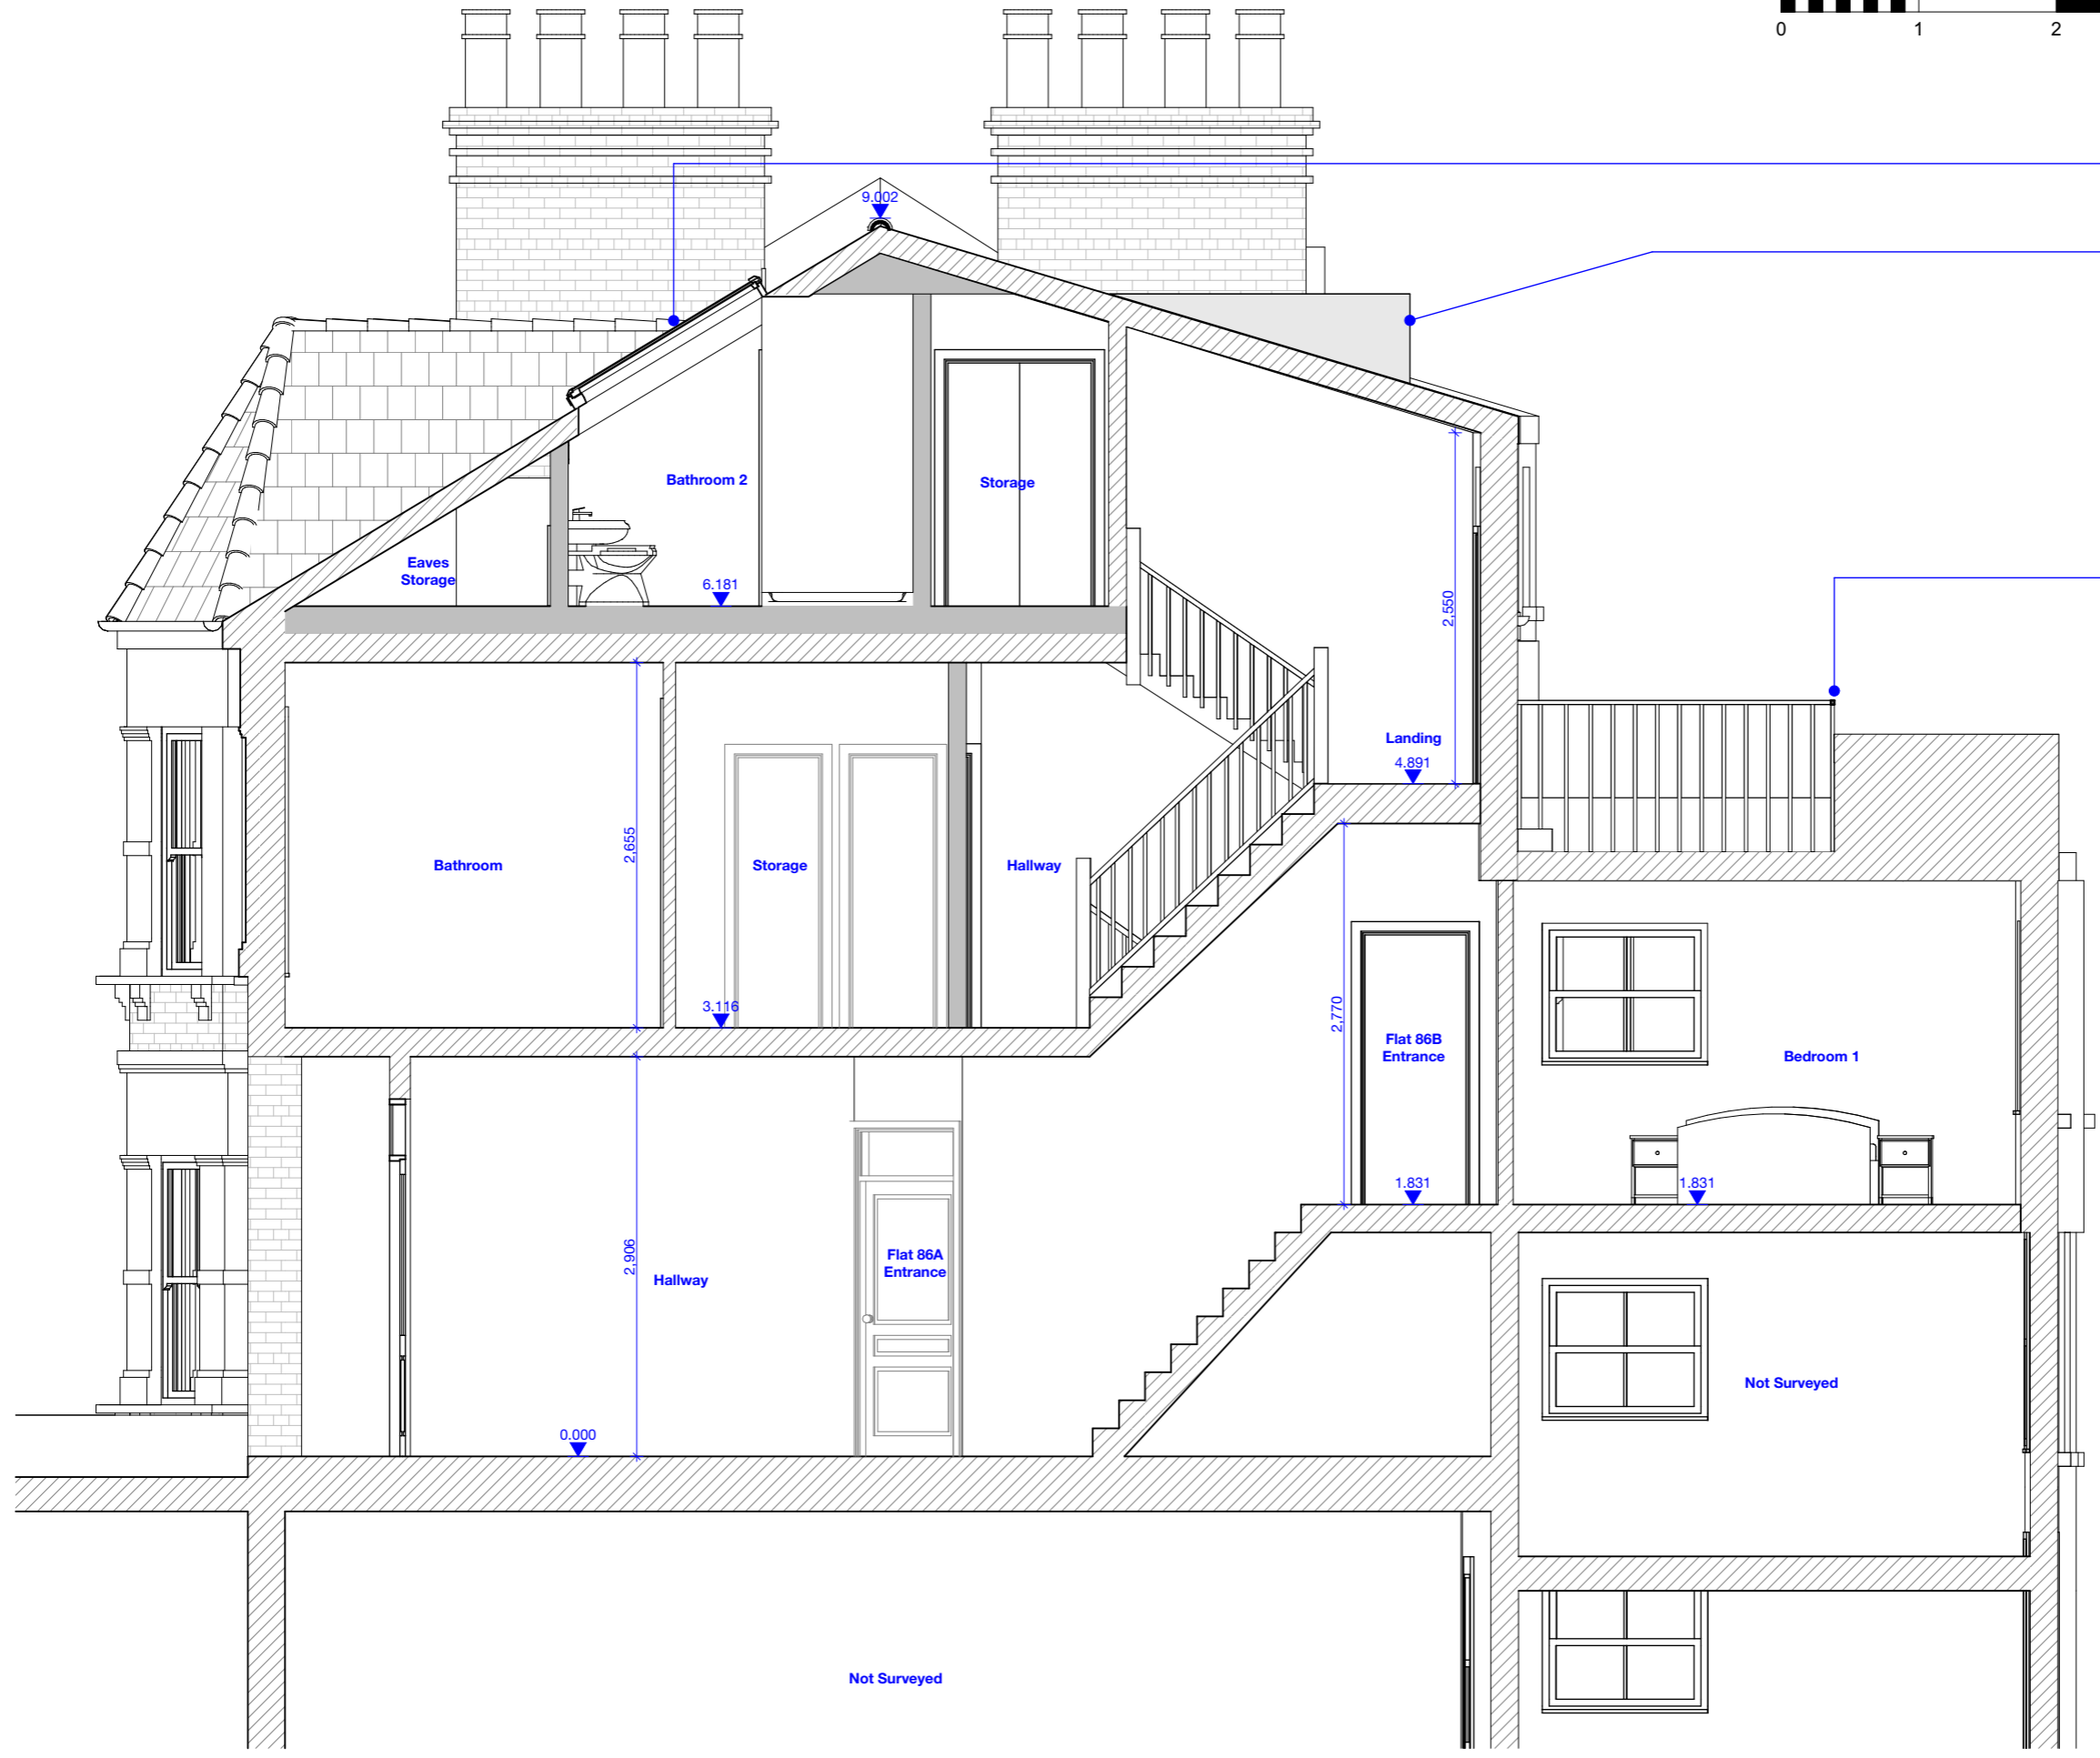 0 1 2
9.002
Bathroom 2
Storage
Eaves
Storage
6.181
2,550
Landing
4.891
2,655
Bathroom
Storage
Hallway
3.116
2,770
Flat 86B
Entrance
Bedroom 1
1.831
1.831
2,906
Hallway
Flat 86A
Entrance
Not Surveyed
0.000
Not Surveyed